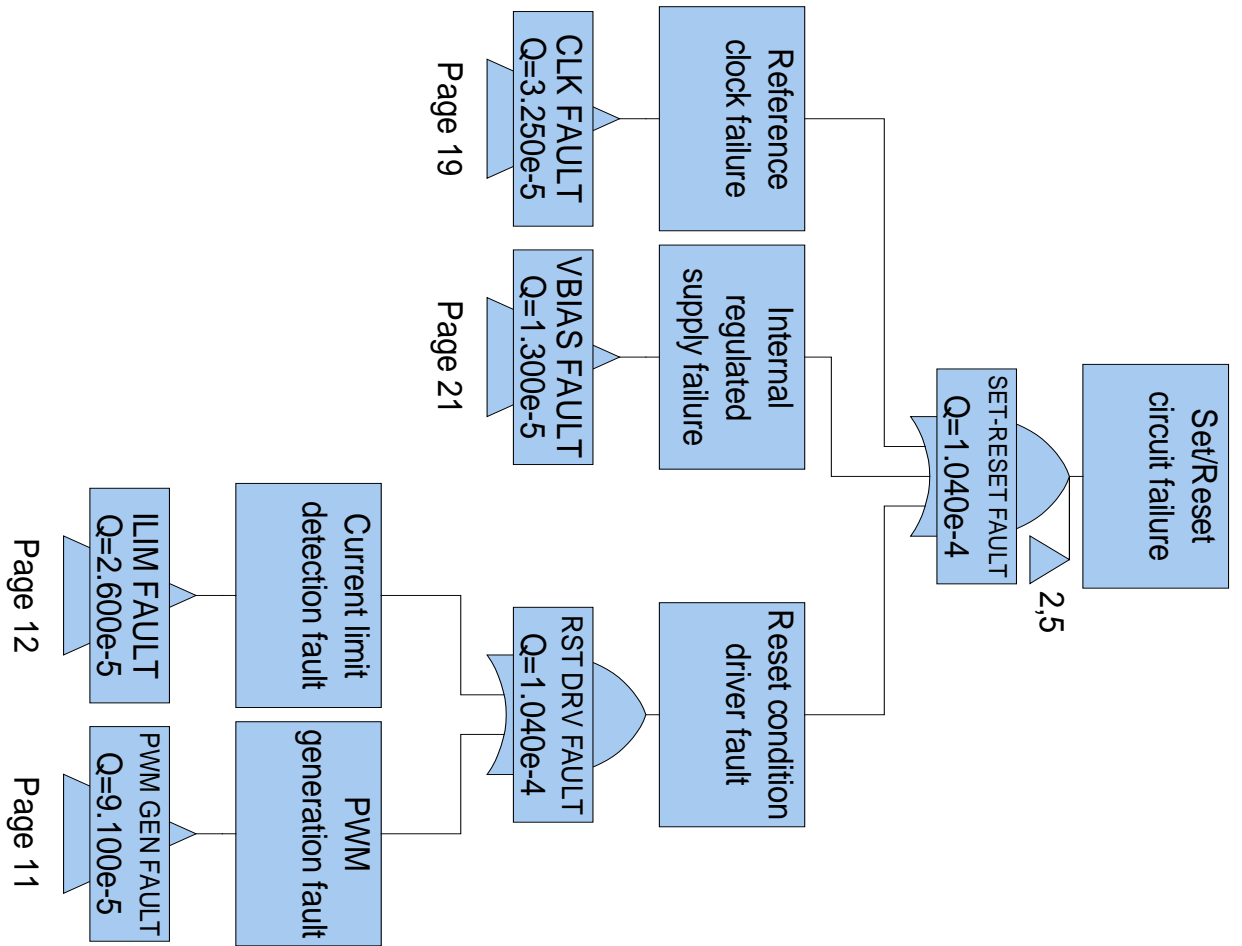 Set/Reset
circuit failure
SET-RESET FAULT
Q=1.040e-4
2,5
Reference
clock failure
CLK FAULT
Q=3.250e-5
Page 19
Internal
regulated
supply failure
VBIAS FAULT
Q=1.300e-5
Page 21
Reset condition
driver fault
RST DRV FAULT
Q=1.040e-4
Current limit
detection fault
ILIM FAULT
Q=2.600e-5
Page 12
PWM
generation fault
PWM GEN FAULT
Q=9.100e-5
Page 11